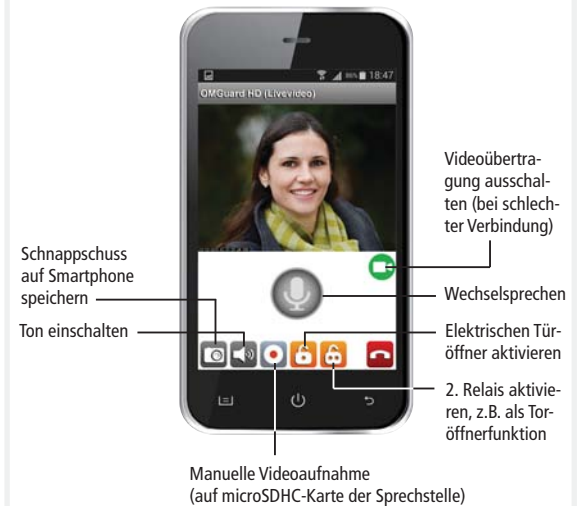 18:47
QMGuard HD (Livevideo)
Videoübertra-
gung ausschal-
ten (bei schlech-
ter Verbindung)
Schnappschuss
auf Smartphone
speichern
Wechselsprechen
Ton einschalten
Elektrischen Tür-
öffner aktivieren
2. Relais aktivie-
ren, z.B. als Tor-
öffnerfunktion
Manuelle Videoaufnahme
(auf microSDHC-Karte der Sprechstelle)